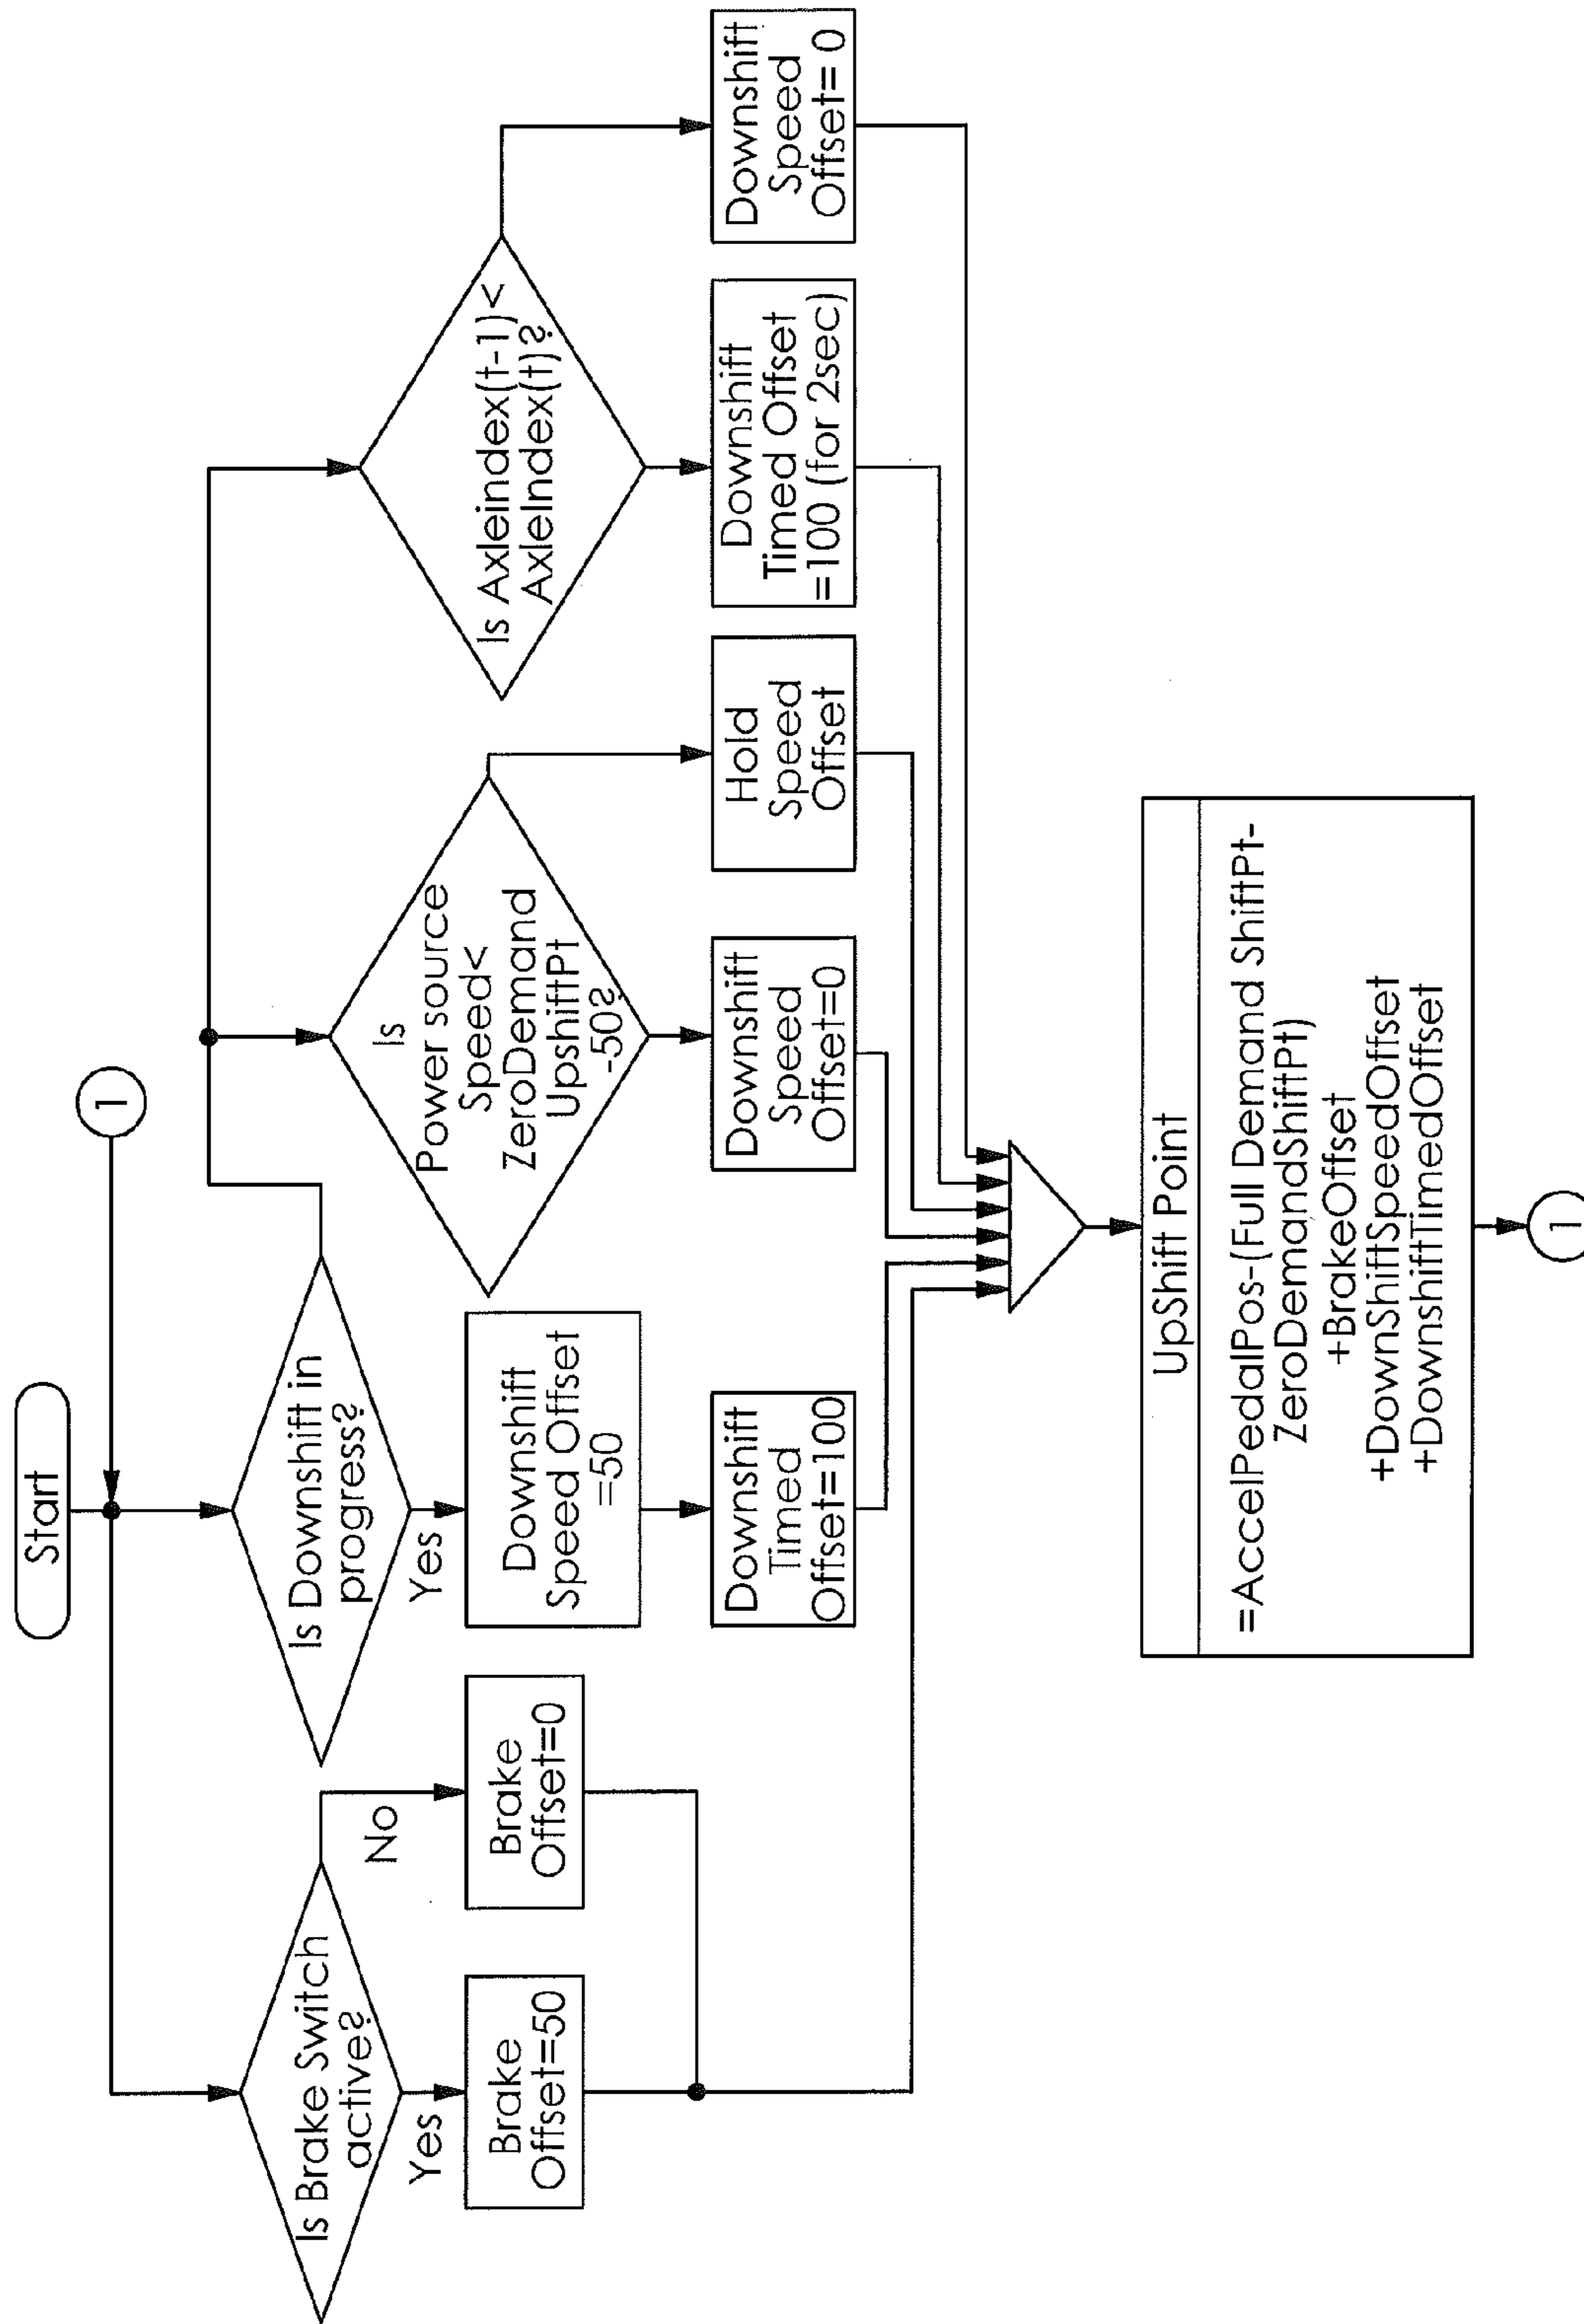 Start
1
Is Brake Switch
active?
Yes
No
Brake
Offset=50
Brake
Offset=0
Is Downshift in
progress?
Yes
Downshift
Speed Offset
=50
Downshift
Timed
Offset=100
Is
Power source
Speed<
ZeroDemand
UpshiftPt
-50?
Downshift
Speed
Offset=0
Hold
Speed
Offset
Is Axleindex(t-1)<
AxleIndex(t)?
Downshift
Timed Offset
=100 (for 2sec)
Downshift
Speed
Offset= 0
UpShift Point
=AccelPedalPos-(Full Demand ShiftPt-
ZeroDemandShiftPt)
+BrakeOffset
+DownShiftSpeedOffset
+DownshiftTimedOffset
1